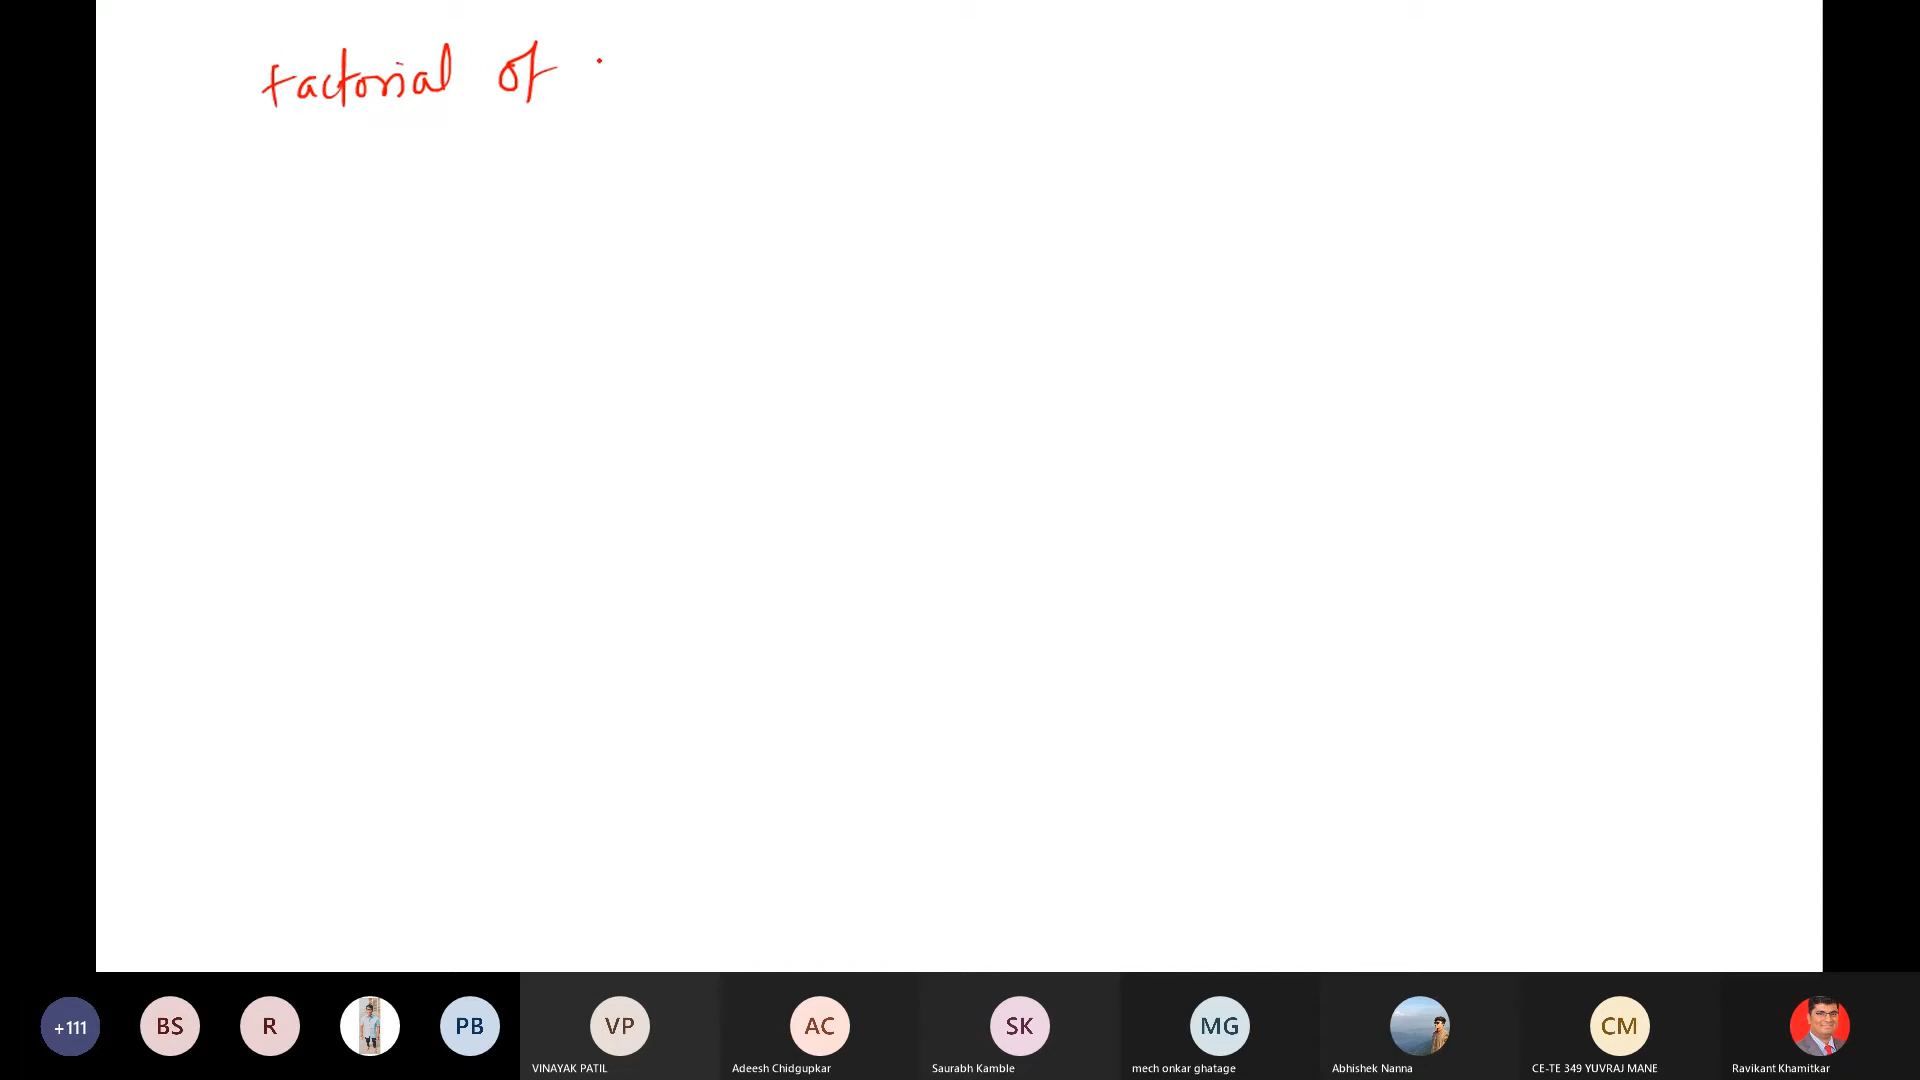 Factorial of
+111
BS
R
PB
VP
AC
SK
MG
CM
VINAYAK PATIL
Adeesh Chidgupkar
Saurabh Kamble
mech onkar ghatage
Abhishek Nanna
CE-TE 349 YUVRAJ MANE
Ravikant Khamitkar